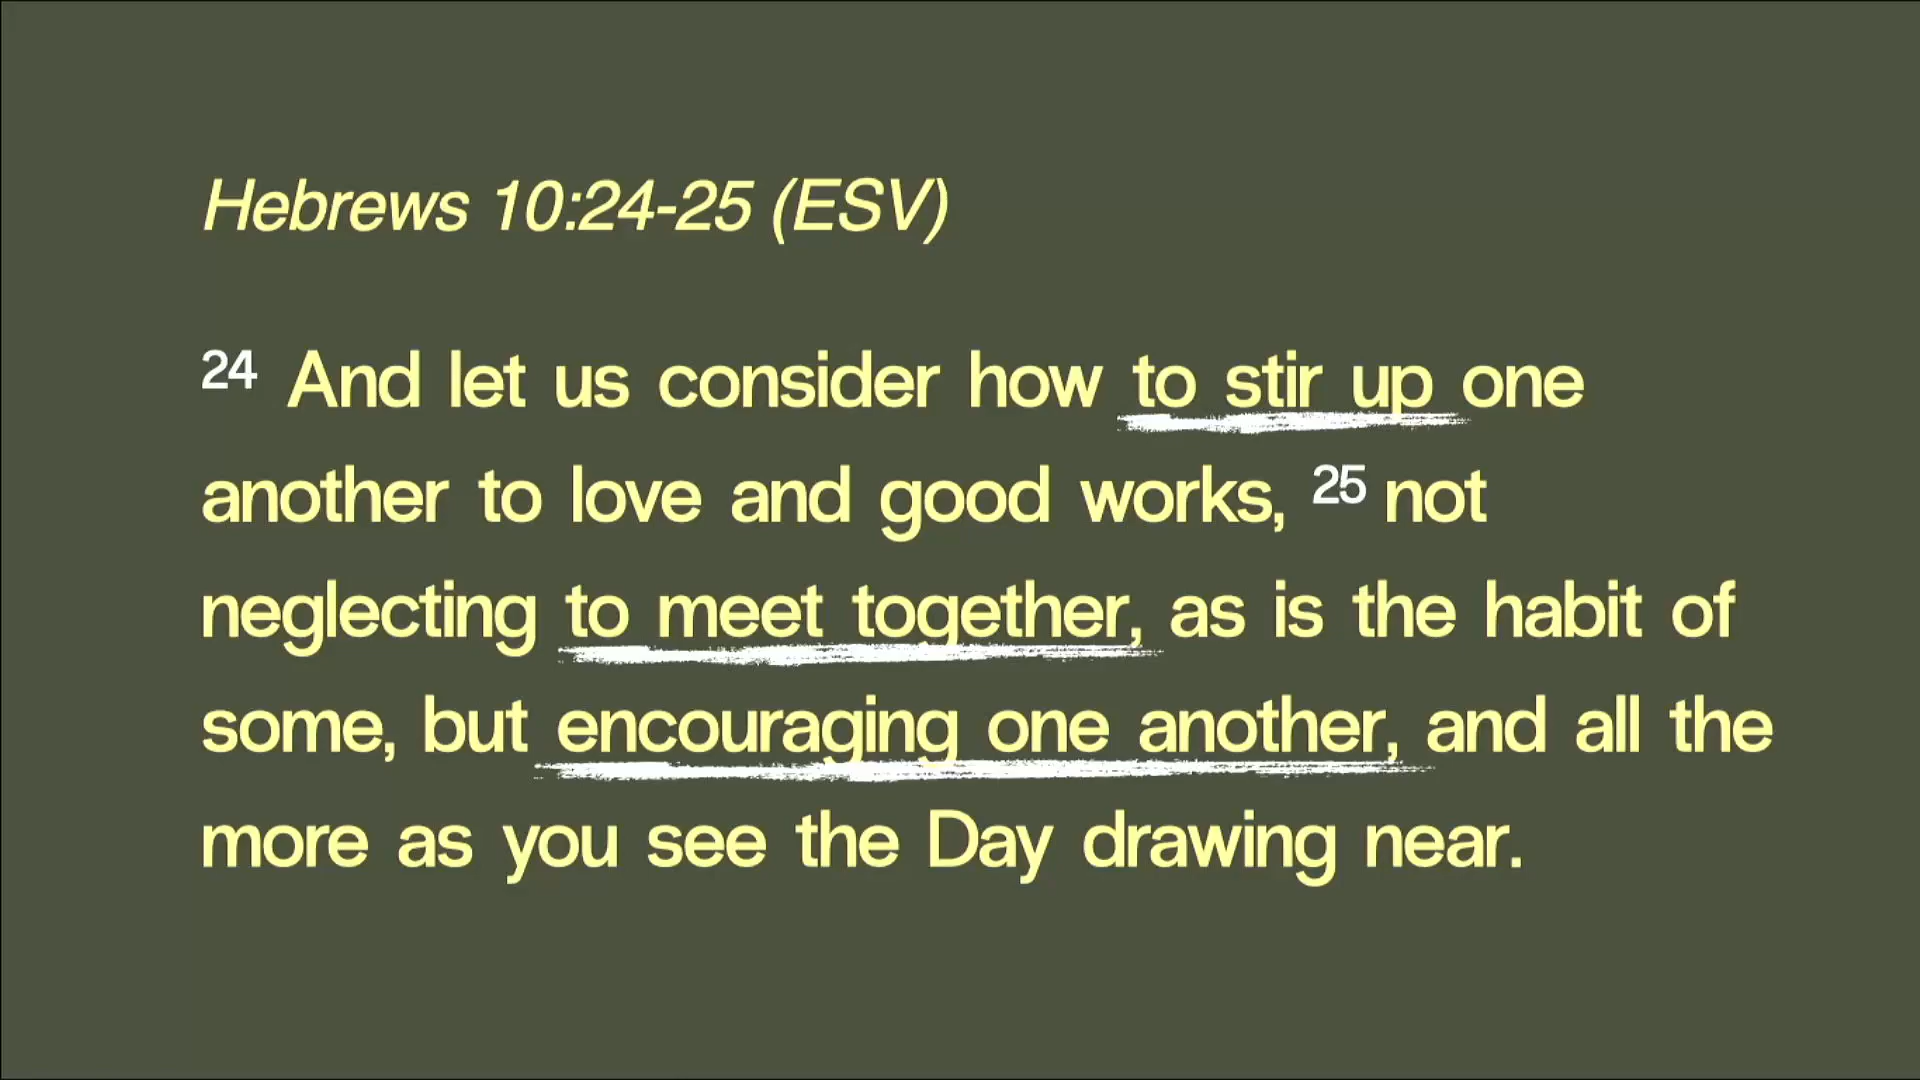 Hebrews 10:24-25 (ESV)
24 And let us consider how to stir up one
another to love and good works, 25 not
neglecting to meet together, as is the habit of
some, but encouraging one another, and all the
more as you see the Day drawing near.